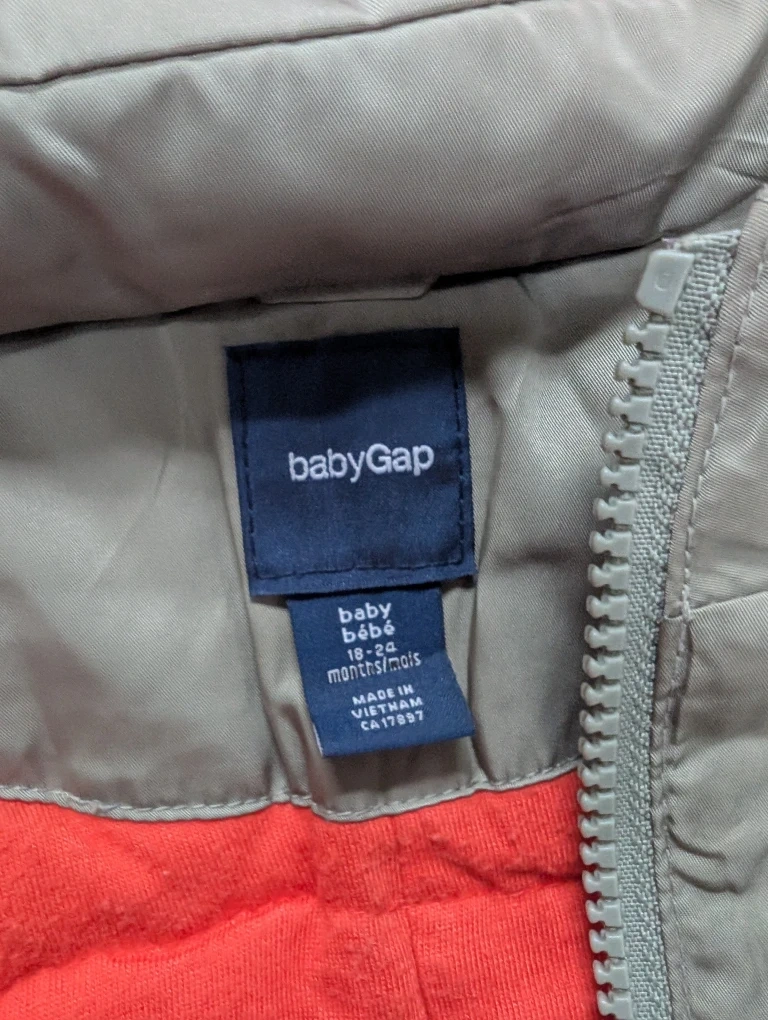 babyGap
baby
bébé
18-24
months/mois
MADE IN
VIETNAM
CA17897